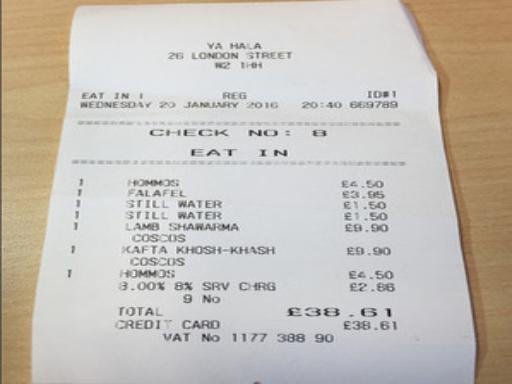 YA HALA
26 LONDON STREET
W2 1HH
EAT IN 1 REG ID#1
WEDNESDAY 20 JANUARY 2016 20:40 669789
CHECK NO: 8
EAT IN
1 HOMMOS £4.50
1 FALAFEL £3.95
1 STILL WATER £1.50
1 STILL WATER £1.50
1 LAMB SHAWARMA £9.90
COSCOS
1 KAFTA KHOSH-KHASH £9.90
COSCOS
1 HOMMOS £4.50
8.00% 8% SRV CHRG £2.86
9 No
TOTAL £38.61
CREDIT CARD £38.61
VAT No 1177 388 90